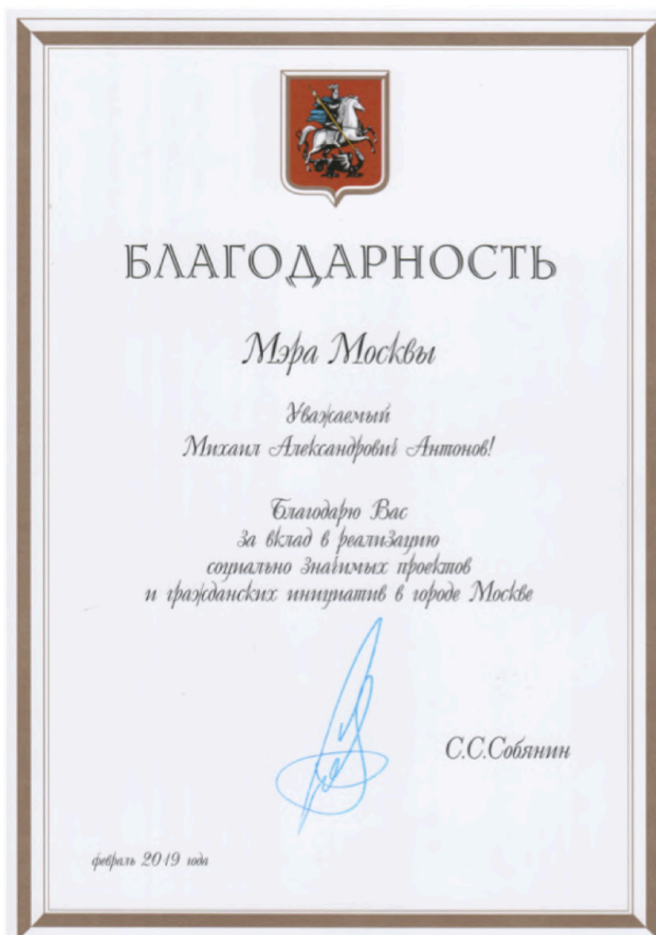 БЛАГОДАРНОСТЬ
Мэра Москвы
Уважаемый
Михаил Александрович Антонов!
Благодарю Вас
за вклад в реализацию
социально значимых проектов
и гражданских инициатив в городе Москве
С.С.Собянин
февраль 2019 года